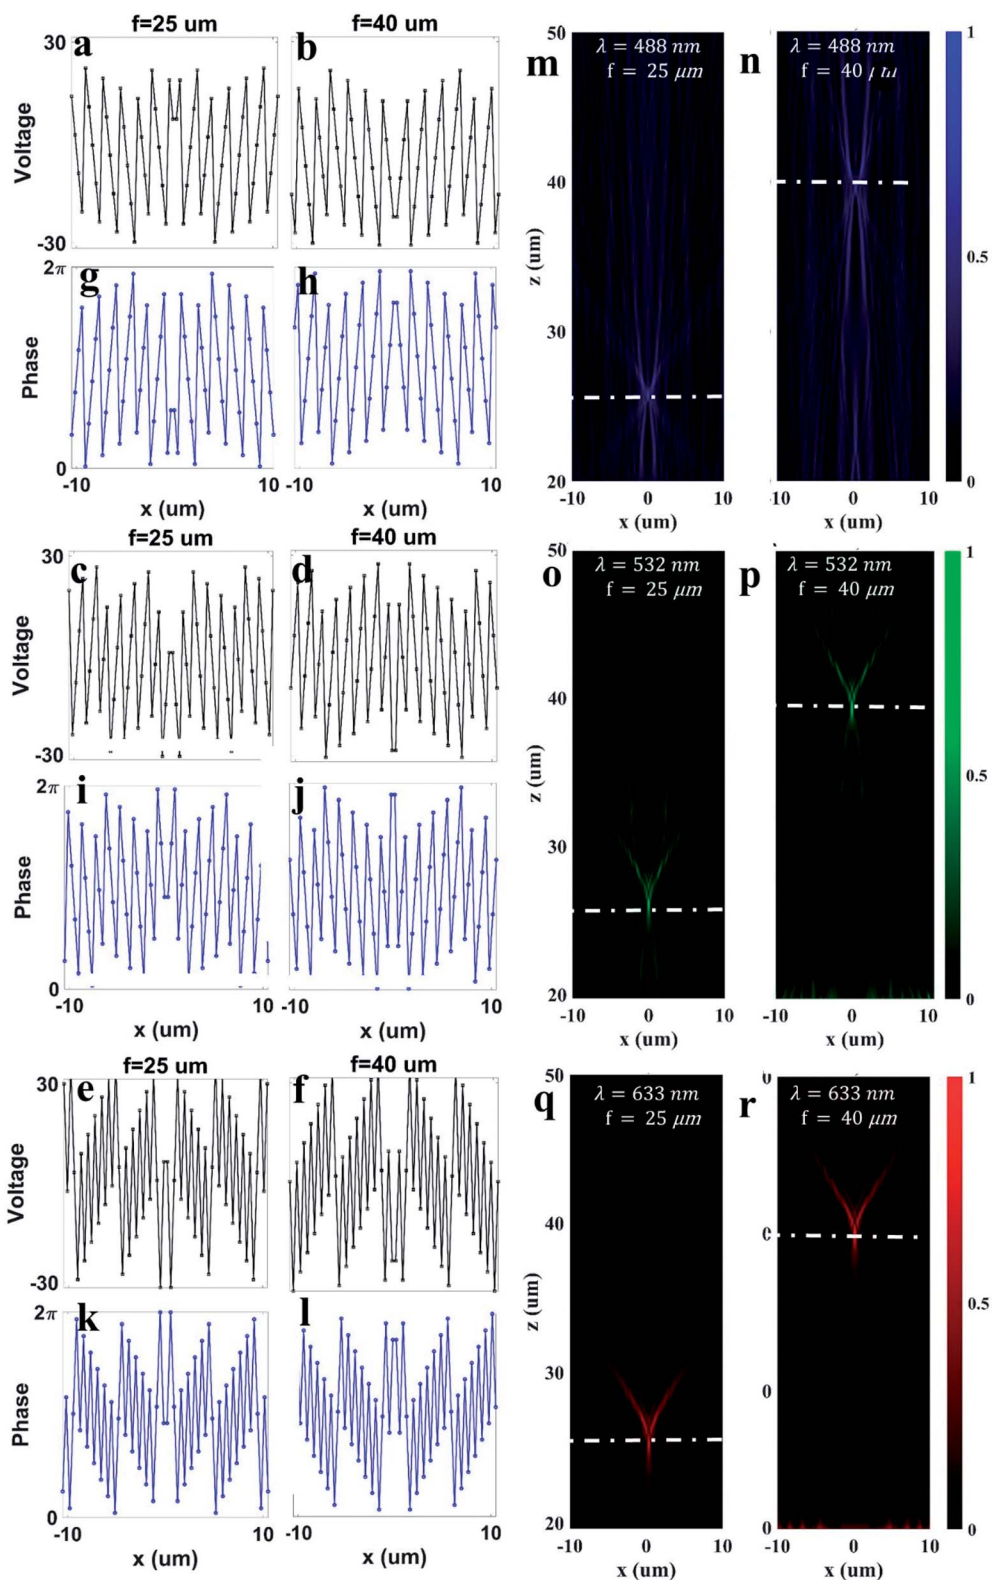 f=25 um
f=40 um
a
b
30
Voltage
-30
g
h
2π
Phase
0
-10
10
-10
10
x (um)
x (um)
m
n
λ = 488 nm
f = 25 μm
λ = 488 nm
f = 40
50
40
30
20
z (um)
-10
0
10
-10
0
10
x (um)
x (um)
1
0.5
0
f=25 um
f=40 um
c
d
30
Voltage
-30
i
j
2π
Phase
0
-10
10
-10
10
x (um)
x (um)
o
p
λ = 532 nm
f = 25 μm
λ = 532 nm
f = 40 μm
50
40
30
20
z (um)
-10
0
10
-10
0
10
x (um)
x (um)
1
0.5
0
f=25 um
f=40 um
e
f
30
Voltage
-30
k
l
2π
Phase
0
-10
10
-10
10
x (um)
x (um)
q
r
λ = 633 nm
f = 25 μm
λ = 633 nm
f = 40 μm
50
40
30
20
z (um)
0
0
0
0
-10
0
10
-10
0
10
x (um)
x (um)
1
0.5
0